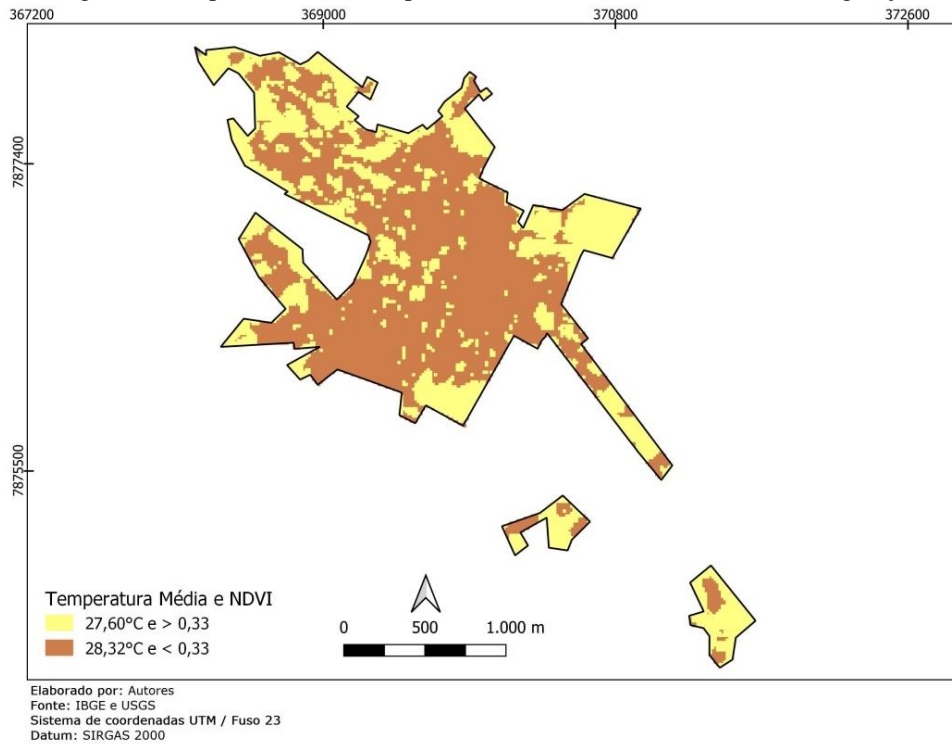 367200 369000 370800 372600
7877400
7875500
Temperatura Média e NDVI
27,60°C e > 0,33
28,32°C e < 0,33
0 500 1.000 m
Elaborado por: Autores
Fonte: IBGE e USGS
Sistema de coordenadas UTM / Fuso 23
Datum: SIRGAS 2000